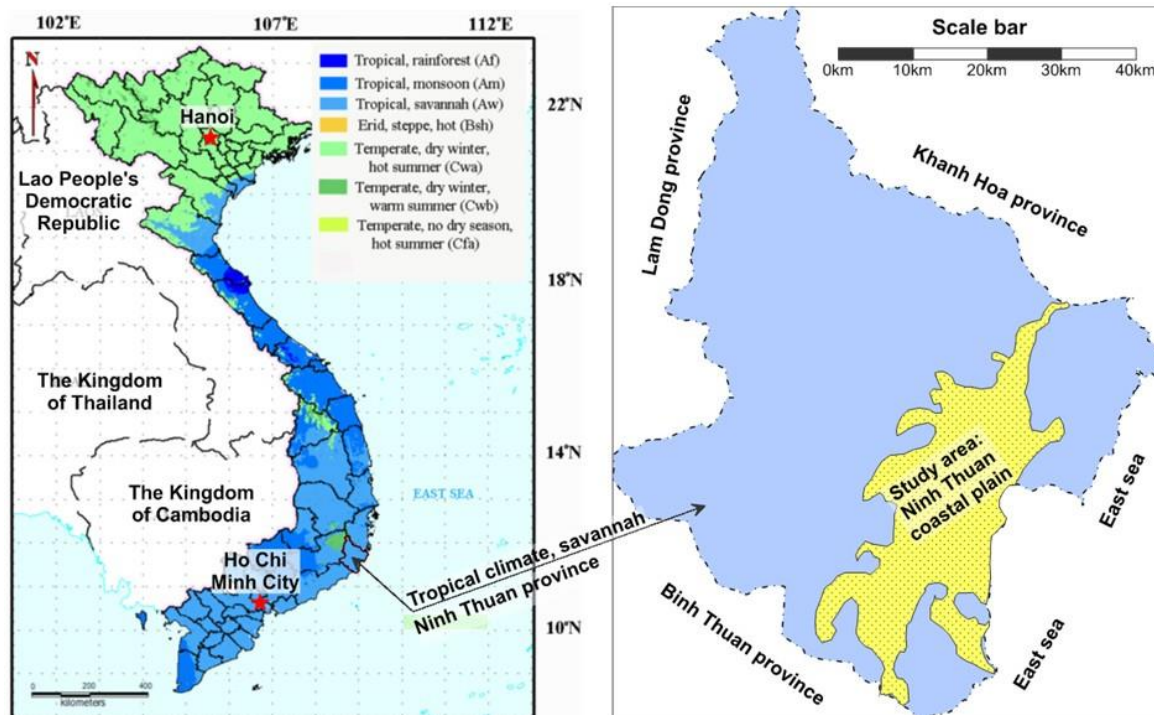 102°E
107°E
112°E
N
Hanoi
Lao People's
Democratic
Republic
The Kingdom
of Thailand
The Kingdom
of Cambodia
Ho Chi
Minh City
EAST SEA
Tropical, rainforest (Af)
Tropical, monsoon (Am)
Tropical, savannah (Aw)
Erid, steppe, hot (Bsh)
Temperate, dry winter,
hot summer (Cwa)
Temperate, dry winter,
warm summer (Cwb)
Temperate, no dry season,
hot summer (Cfa)
22°N
18°N
14°N
10°N
0 200 400
kilometers
Tropical climate, savannah
Ninh Thuan province
Scale bar
0km 10km 20km 30km 40km
Lam Dong province
Khanh Hoa province
Study area:
Ninh Thuan
coastal plain
East sea
Binh Thuan province
East sea